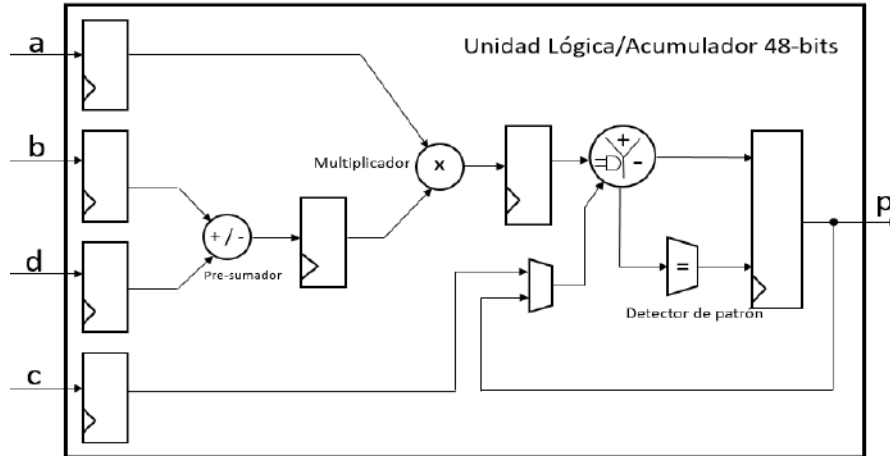 a
Unidad Lógica/Acumulador 48-bits
b
Multiplicador
x
+
-
+ / -
Pre-sumador
d
=
Detector de patrón
c
p